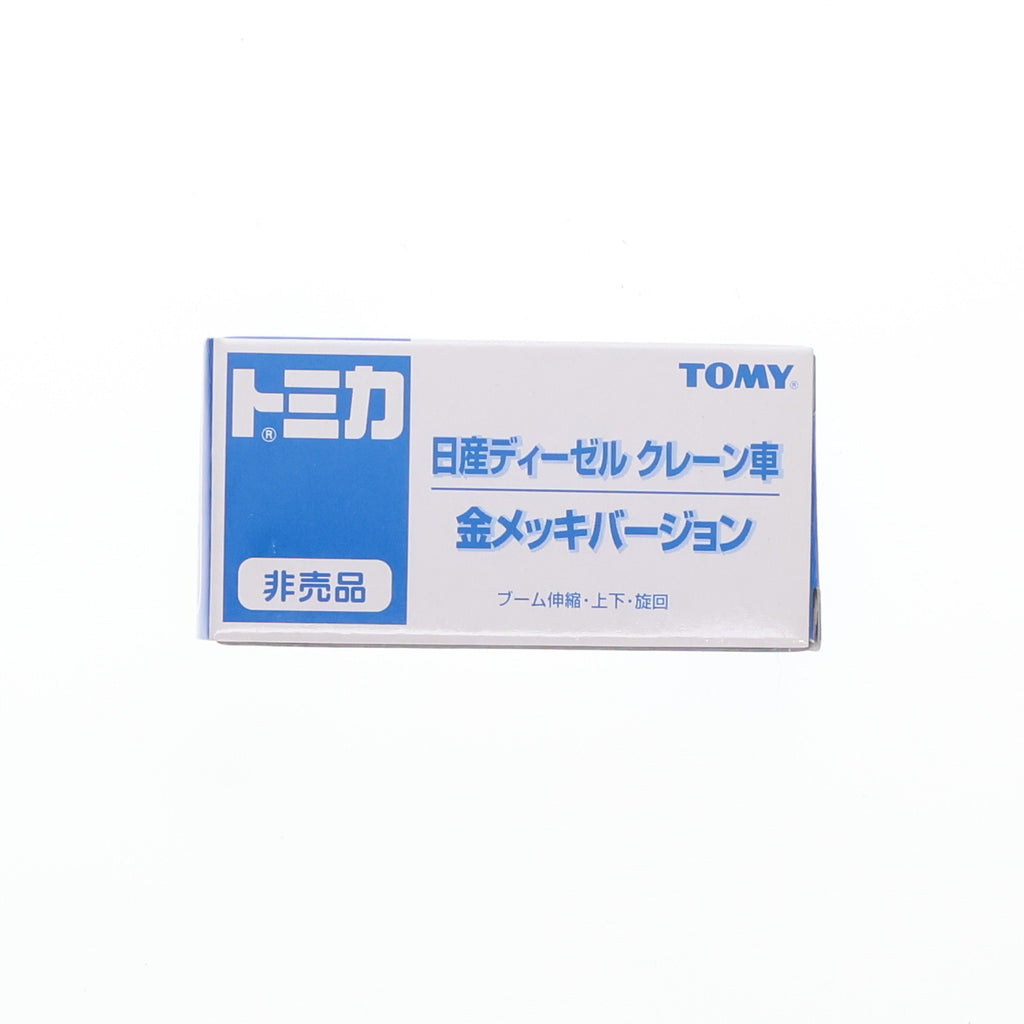 トミカ®
TOMY®
日産ディーゼル クレーン車
金メッキバージョン
非売品
ブーム伸縮・上下・旋回